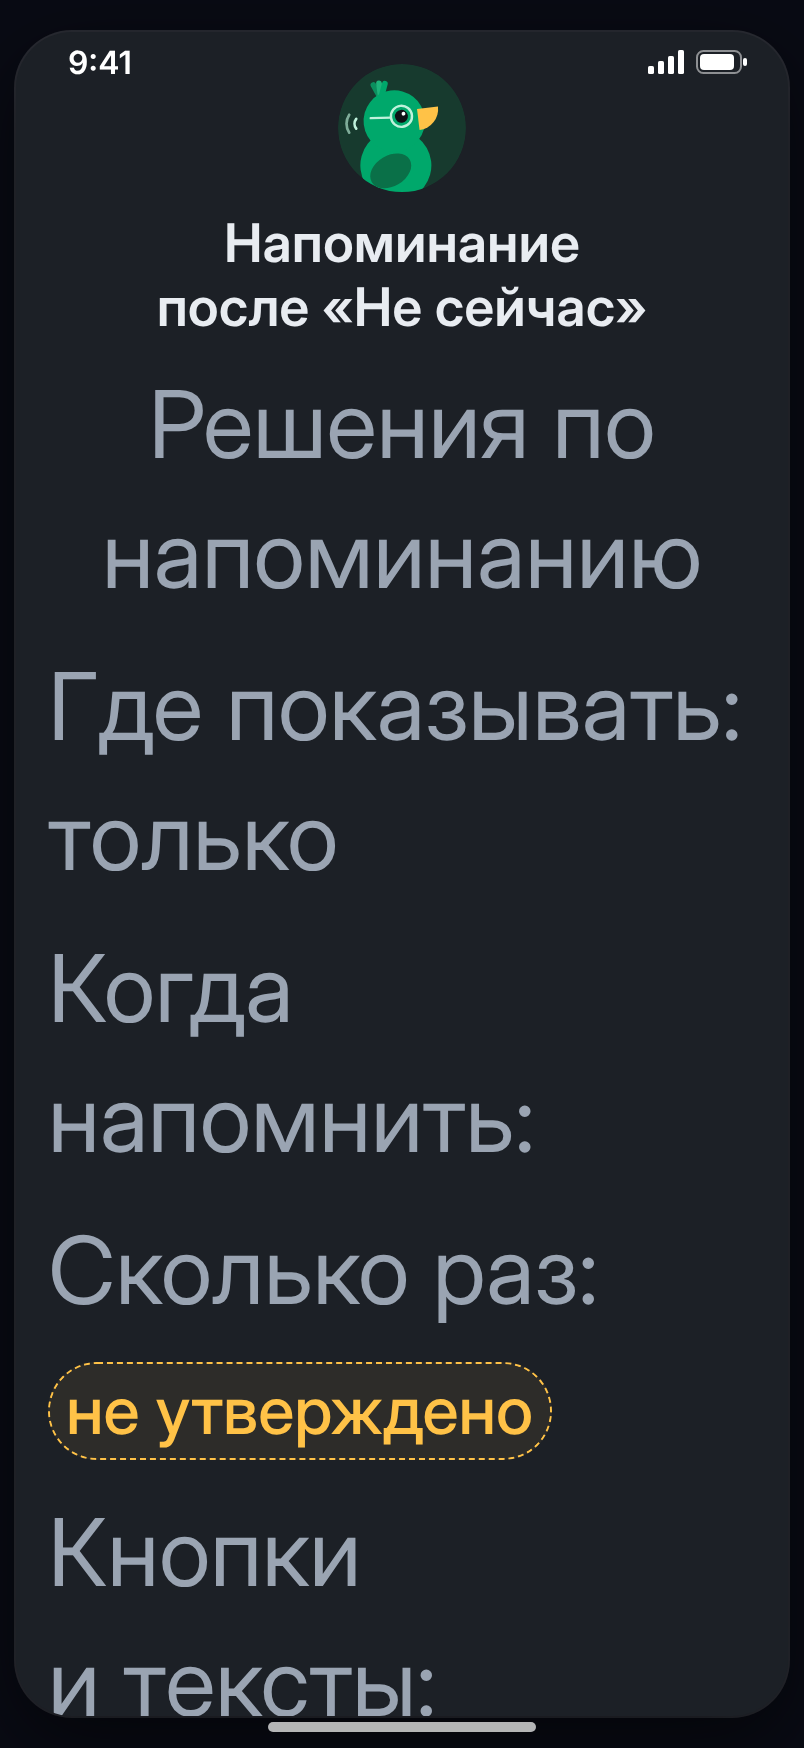 9:41
Напоминание
после «Не сейчас»
Решения по
напоминанию
Где показывать:
только
Когда
напомнить:
Сколько раз:
не утверждено
Кнопки
и тексты: